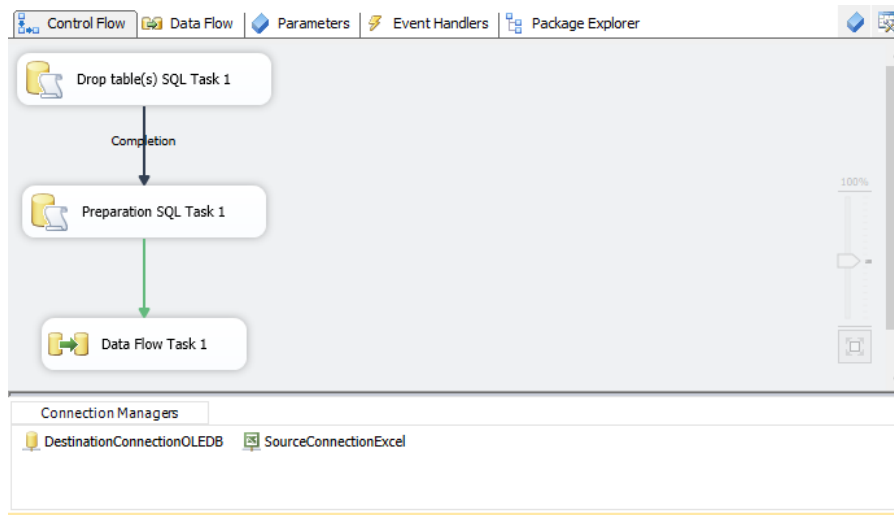 Control Flow Data Flow Parameters Event Handlers Package Explorer
Drop table(s) SQL Task 1
Completion
Preparation SQL Task 1
100%
Data Flow Task 1
Connection Managers
DestinationConnectionOLEDB SourceConnectionExcel